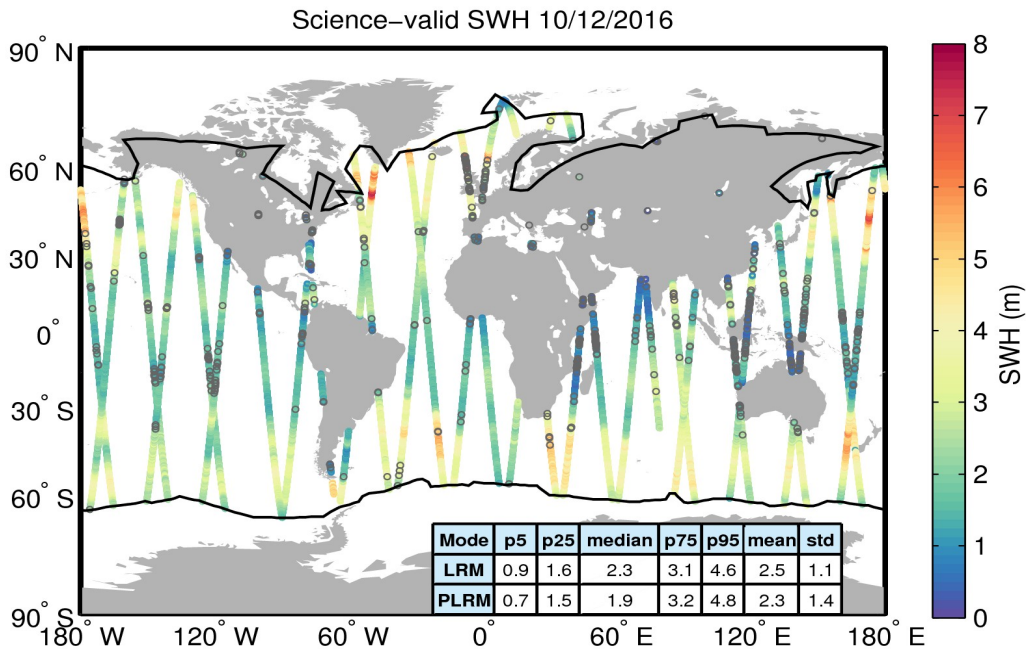 Science−valid SWH 10/12/2016
90° N
60° N
30° N
0°
30° S
60° S
90° S
180° W
120° W
60° W
0°
60° E
120° E
180° E
Mode p5 p25 median p75 p95 mean std
LRM 0.9 1.6 2.3 3.1 4.6 2.5 1.1
PLRM 0.7 1.5 1.9 3.2 4.8 2.3 1.4
8
7
6
5
4
3
2
1
0
SWH (m)